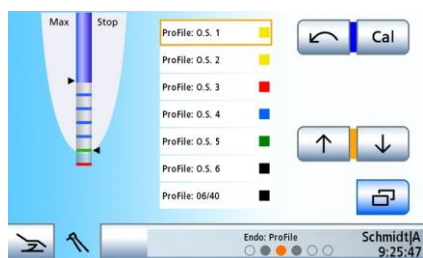 Max Stop
ProFile: O.S. 1
ProFile: O.S. 2
ProFile: O.S. 3
ProFile: O.S. 4
ProFile: O.S. 5
ProFile: O.S. 6
ProFile: 06/40
Cal
Endo: ProFile
Schmidt|A
9:25:47